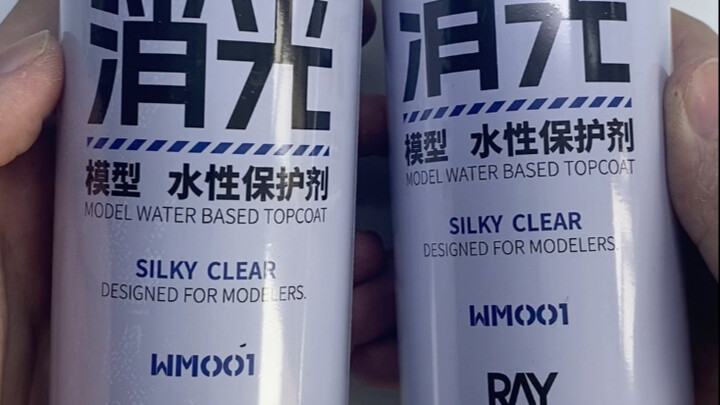 消光
模型 水性保护剂
MODEL WATER BASED TOPCOAT
SILKY CLEAR
DESIGNED FOR MODELERS.
WM001
消光
模型 水性保护剂
MODEL WATER BASED TOPCOAT
SILKY CLEAR
DESIGNED FOR MODELERS.
WM001
RAY